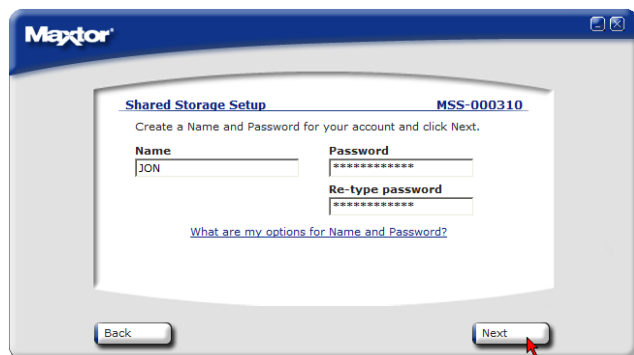 Maxtor
Shared Storage Setup MSS-000310
Create a Name and Password for your account and click Next.
Name Password
JON ************
Re-type password
************
What are my options for Name and Password?
Back Next